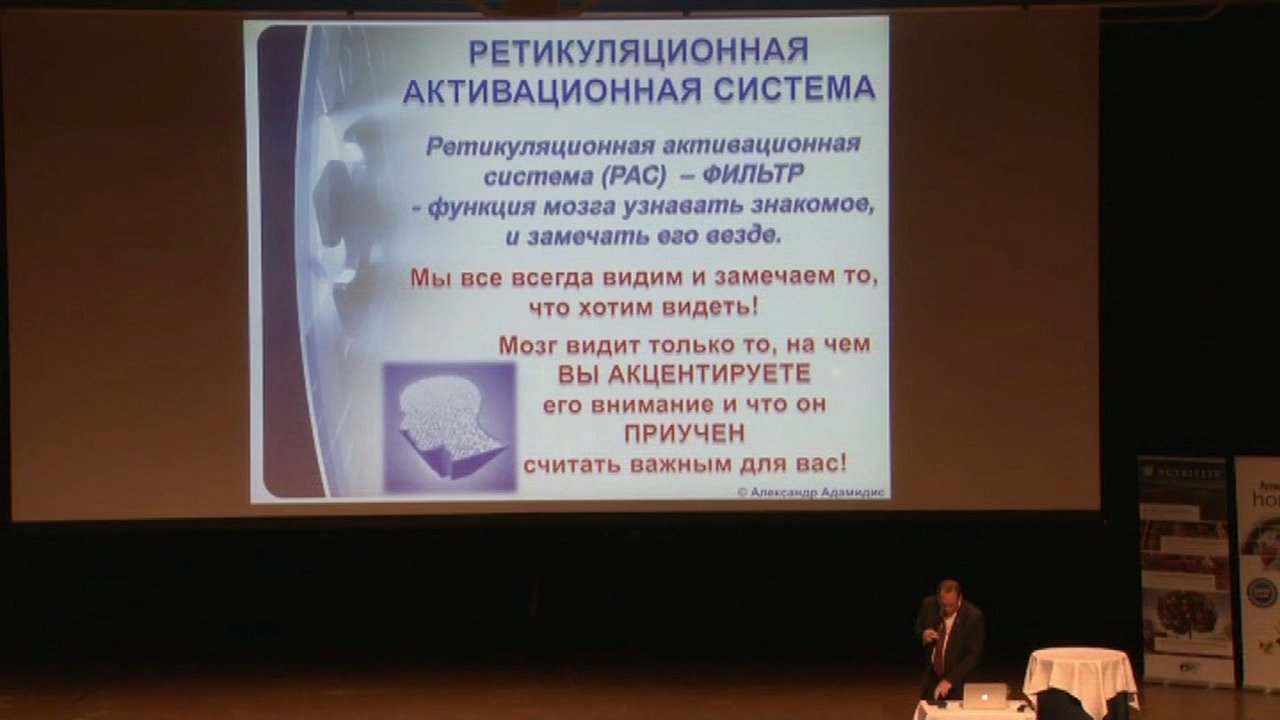 РЕТИКУЛЯЦИОННАЯ
АКТИВАЦИОННАЯ СИСТЕМА
Ретикуляционная активационная
система (РАС) – ФИЛЬТР
- функция мозга узнавать знакомое,
и замечать его везде.
Мы все всегда видим и замечаем то,
что хотим видеть!
Мозг видит только то, на чем
ВЫ АКЦЕНТИРУЕТЕ
его внимание и что он
ПРИУЧЕН
считать важным для вас!
© Александр Адамидис
NUTRILITE